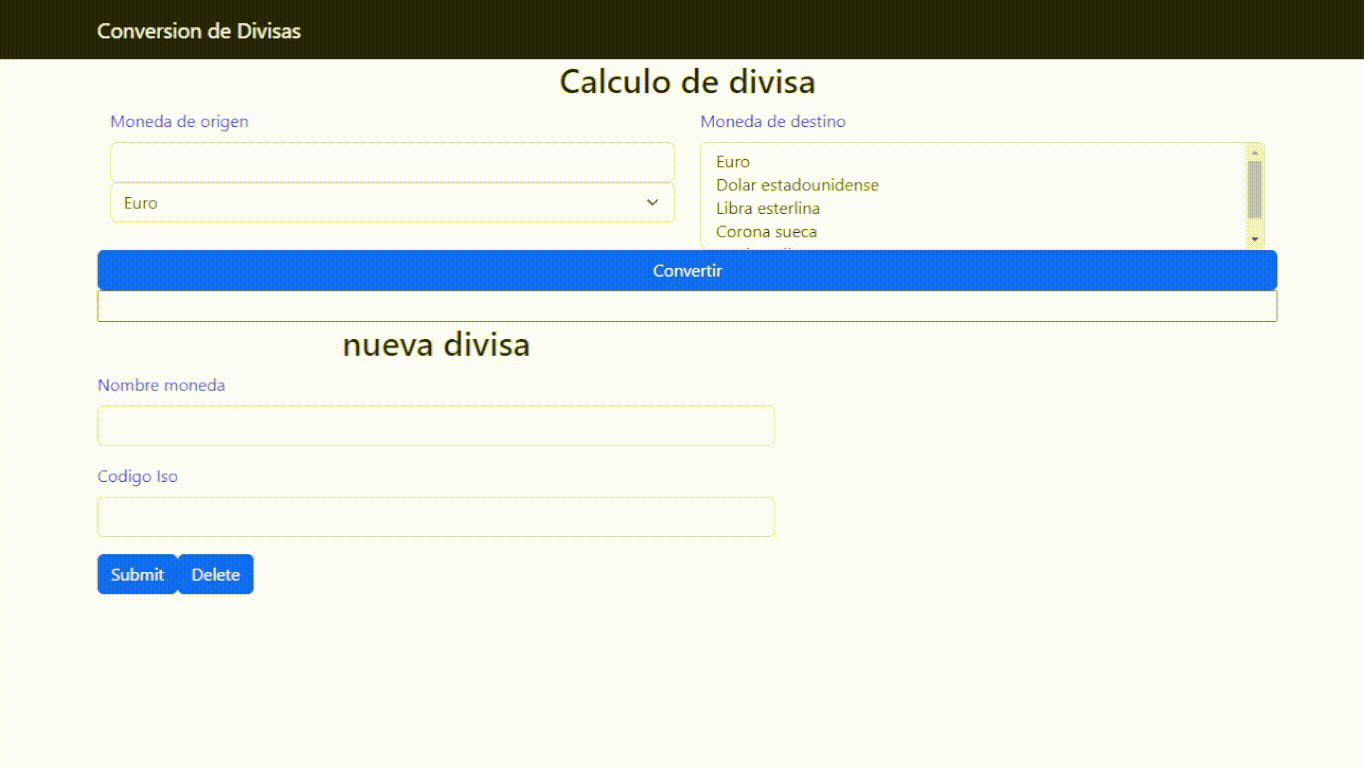 Conversion de Divisas
Calculo de divisa
Moneda de origen
Euro
Moneda de destino
Euro
Dolar estadounidense
Libra esterlina
Corona sueca
Convertir
nueva divisa
Nombre moneda
Codigo Iso
Submit Delete